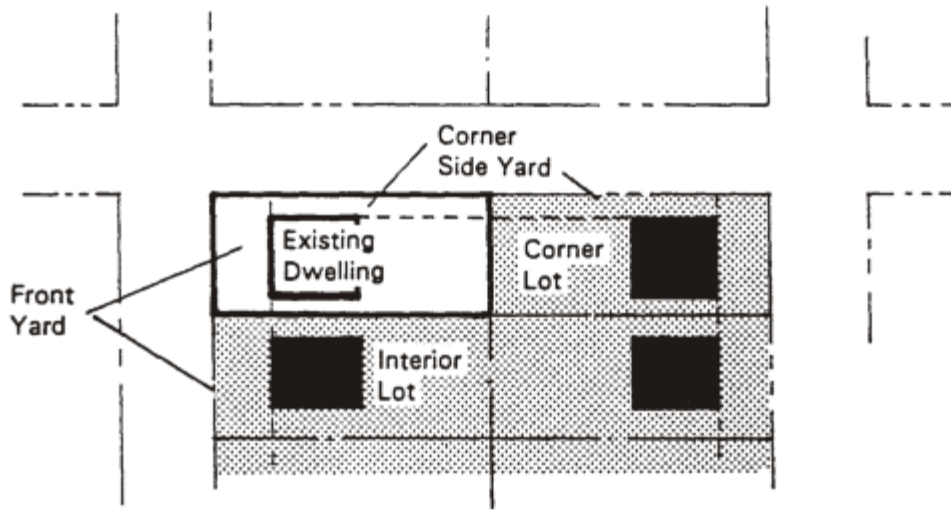 Corner
Side Yard
Existing
Dwelling
Corner
Lot
Front
Yard
Interior
Lot